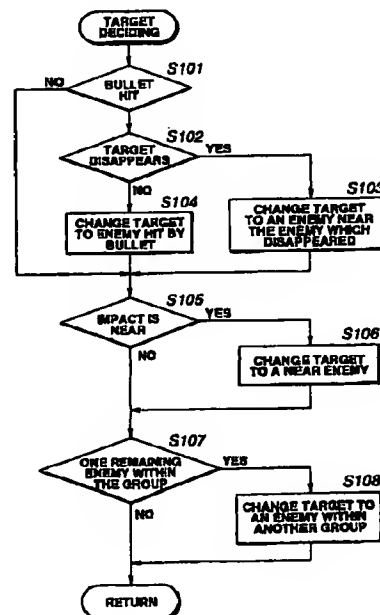 TARGET
DECIDING
S101
NO
BULLET
HIT
S102
TARGET
DISAPPEARS
YES
NO
S104
CHANGE TARGET
TO ENEMY HIT BY
BULLET
S103
CHANGE TARGET
TO AN ENEMY NEAR
THE ENEMY WHICH
DISAPPEARED
S105
IMPACT IS
NEAR
YES
NO
S106
CHANGE TARGET
TO A NEAR ENEMY
S107
ONE REMAINING
ENEMY WITHIN
THE GROUP
YES
NO
S108
CHANGE TARGET TO
AN ENEMY WITHIN
ANOTHER GROUP
RETURN